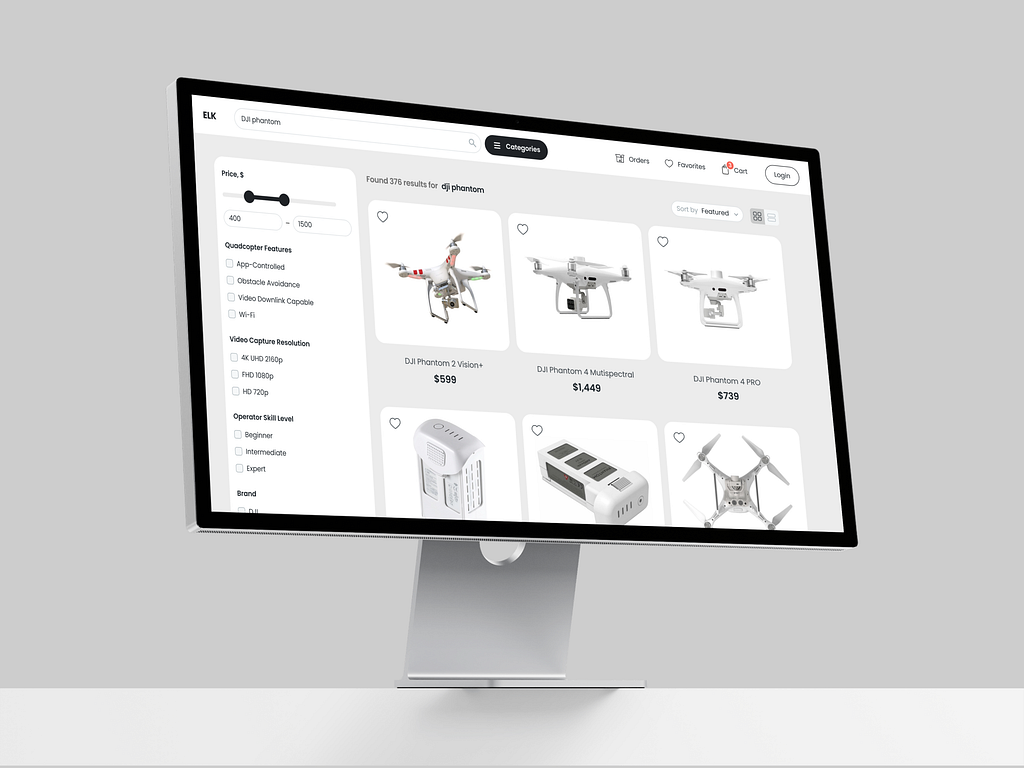 ELK
DJI phantom
Categories
Orders
Favorites
3
Cart
Login
Price, $
400 – 1500
Quadcopter Features
App-Controlled
Obstacle Avoidance
Video Downlink Capable
Wi-Fi
Video Capture Resolution
4K UHD 2160p
FHD 1080p
HD 720p
Operator Skill Level
Beginner
Intermediate
Expert
Brand
DJI
Found 376 results for dji phantom
Sort by Featured
DJI Phantom 2 Vision+
$599
DJI Phantom 4 Mutispectral
$1,449
DJI Phantom 4 PRO
$739